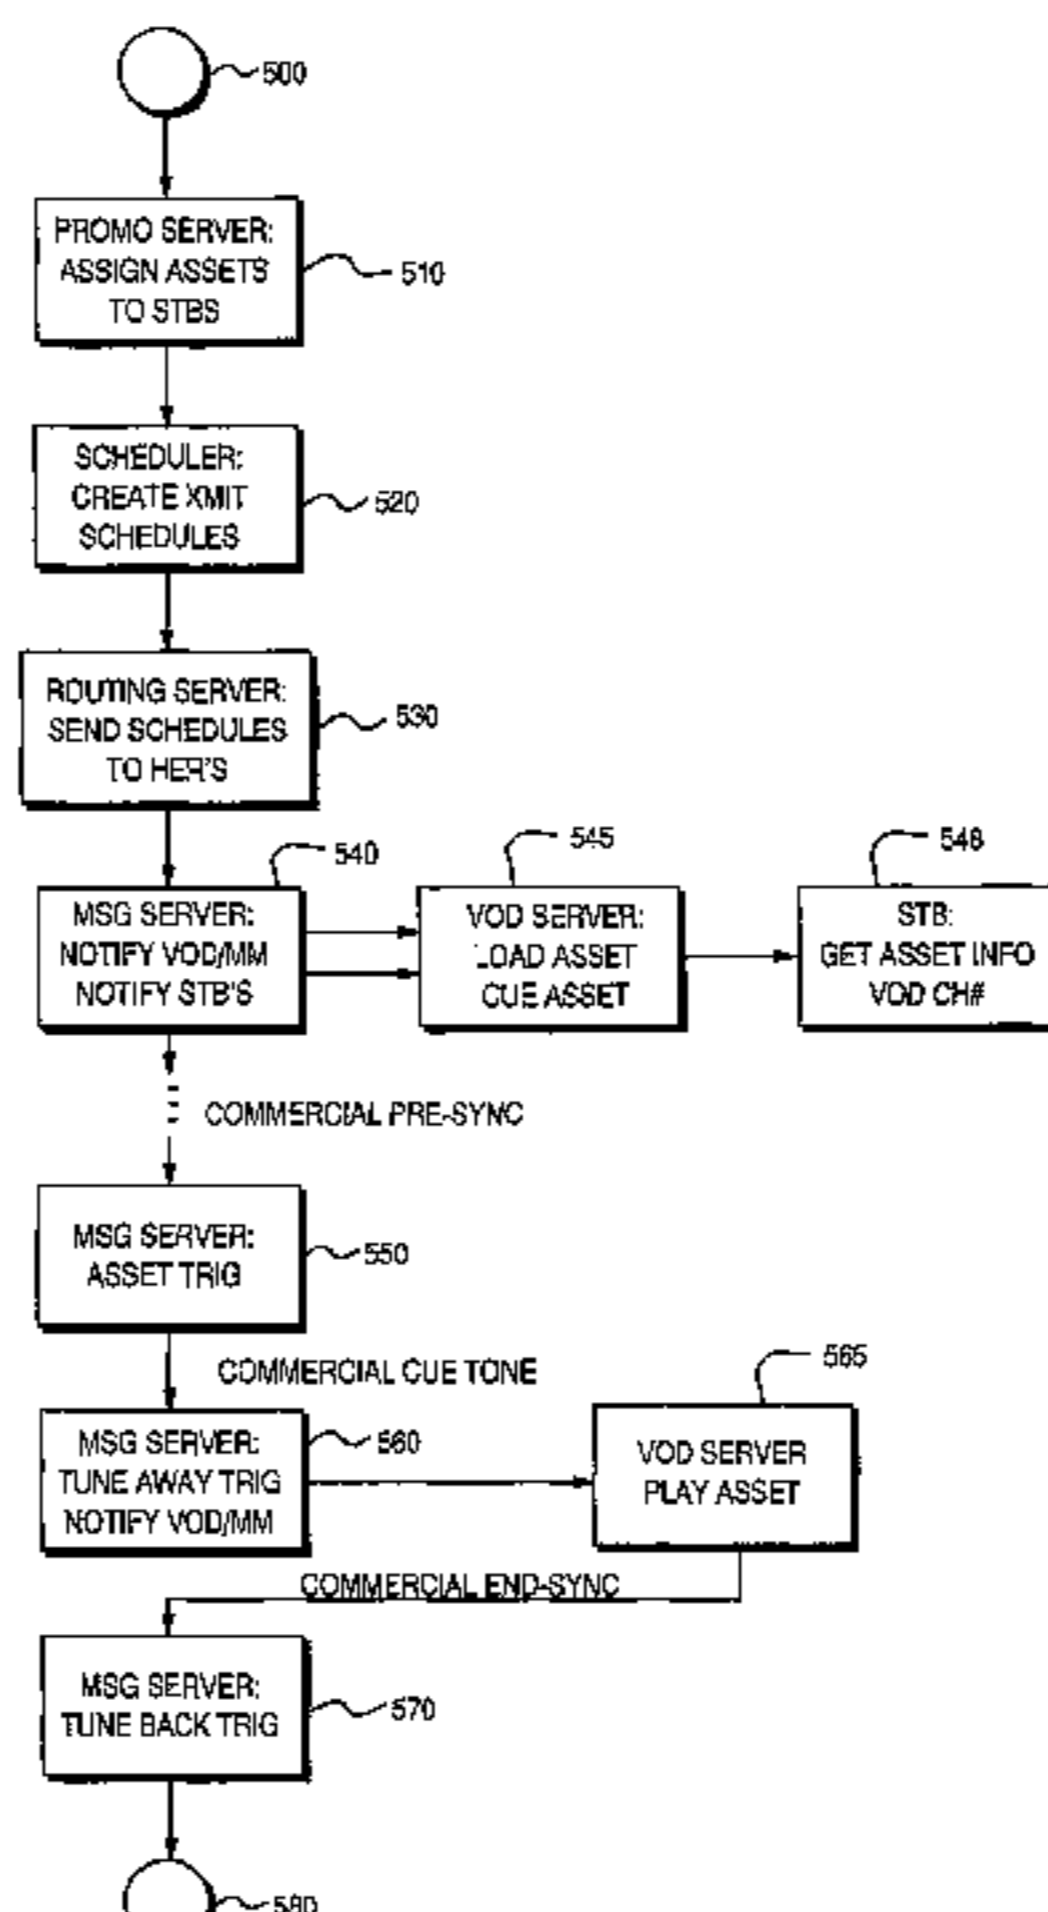 500
PROMO SERVER:
ASSIGN ASSETS
TO STBS
510
SCHEDULER:
CREATE XMIT
SCHEDULES
520
ROUTING SERVER:
SEND SCHEDULES
TO HER'S
530
540
545
548
MSG SERVER:
NOTIFY VOD/MM
NOTIFY STB'S
VOD SERVER:
LOAD ASSET
CUE ASSET
STB:
GET ASSET INFO
VOD CH#
COMMERCIAL PRE-SYNC
MSG SERVER:
ASSET TRIG
550
COMMERCIAL CUE TONE
565
MSG SERVER:
TUNE AWAY TRIG
NOTIFY VOD/MM
560
VOD SERVER
PLAY ASSET
COMMERCIAL END-SYNC
MSG SERVER:
TUNE BACK TRIG
570
580